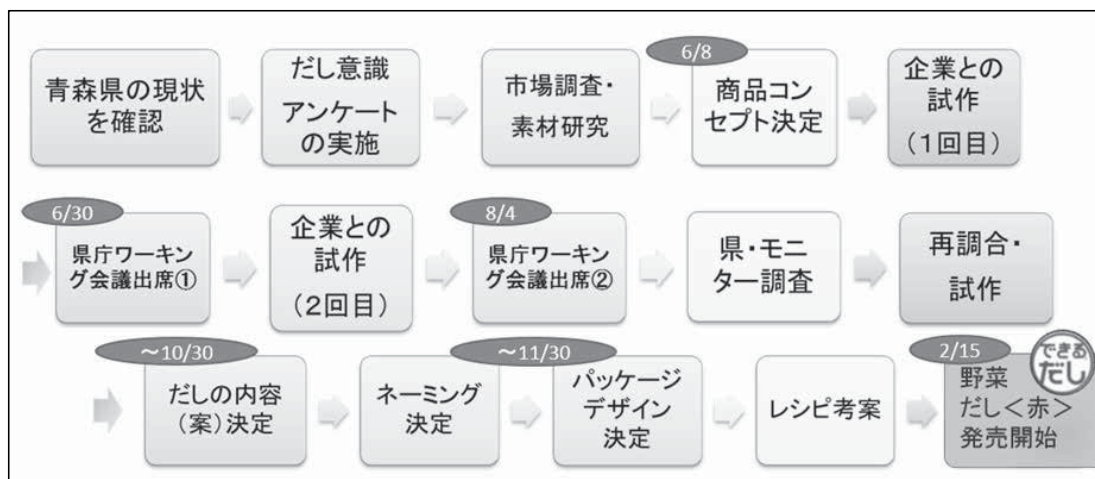 青森県の現状
を確認
だし意識
アンケート
の実施
市場調査・
素材研究
6/8
商品コン
セプト決定
企業との
試作
（１回目）
6/30
県庁ワーキン
グ会議出席①
企業との
試作
（２回目）
8/4
県庁ワーキン
グ会議出席②
県・モニ
ター調査
再調合・
試作
～10/30
だしの内容
（案）決定
ネーミング
決定
～11/30
パッケージ
デザイン
決定
レシピ考案
2/15
できる
だし
野菜
だし＜赤＞
発売開始